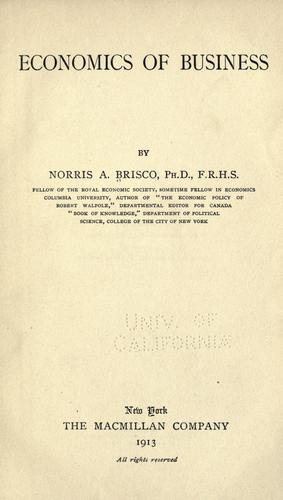 ECONOMICS OF BUSINESS
BY
NORRIS A. BRISCO, PH.D., F.R.H.S.
FELLOW OF THE ROYAL ECONOMIC SOCIETY, SOMETIME FELLOW IN ECONOMICS
COLUMBIA UNIVERSITY, AUTHOR OF "THE ECONOMIC POLICY OF
ROBERT WALPOLE," DEPARTMENTAL EDITOR FOR CANADA
"BOOK OF KNOWLEDGE," DEPARTMENT OF POLITICAL
SCIENCE, COLLEGE OF THE CITY OF NEW YORK
UNIV. OF
CALIFORNIA
New York
THE MACMILLAN COMPANY
1913
All rights reserved